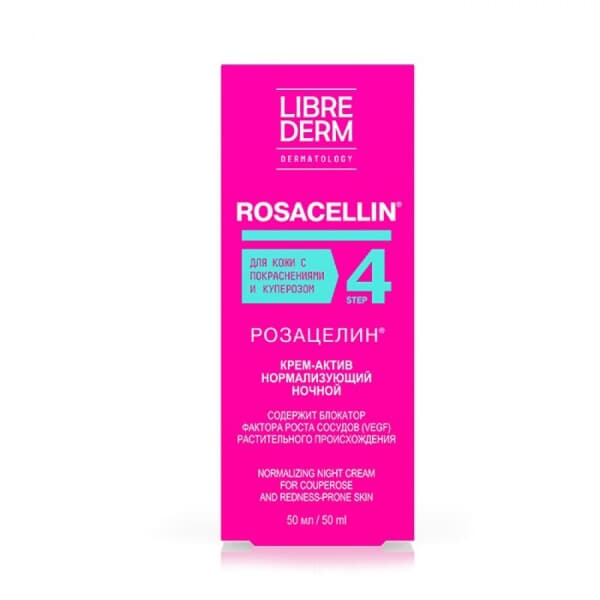 LIBRE
DERM
DERMATOLOGY
ROSACELLIN®
ДЛЯ КОЖИ С
ПОКРАСНЕНИЯМИ
И КУПЕРОЗОМ
4
STEP
РОЗАЦЕЛИН®
КРЕМ-АКТИВ
НОРМАЛИЗУЮЩИЙ
НОЧНОЙ
СОДЕРЖИТ БЛОКАТОР
ФАКТОРА РОСТА СОСУДОВ (VEGF)
РАСТИТЕЛЬНОГО ПРОИСХОЖДЕНИЯ
NORMALIZING NIGHT CREAM
FOR COUPEROSE
AND REDNESS-PRONE SKIN
50 мл / 50 ml